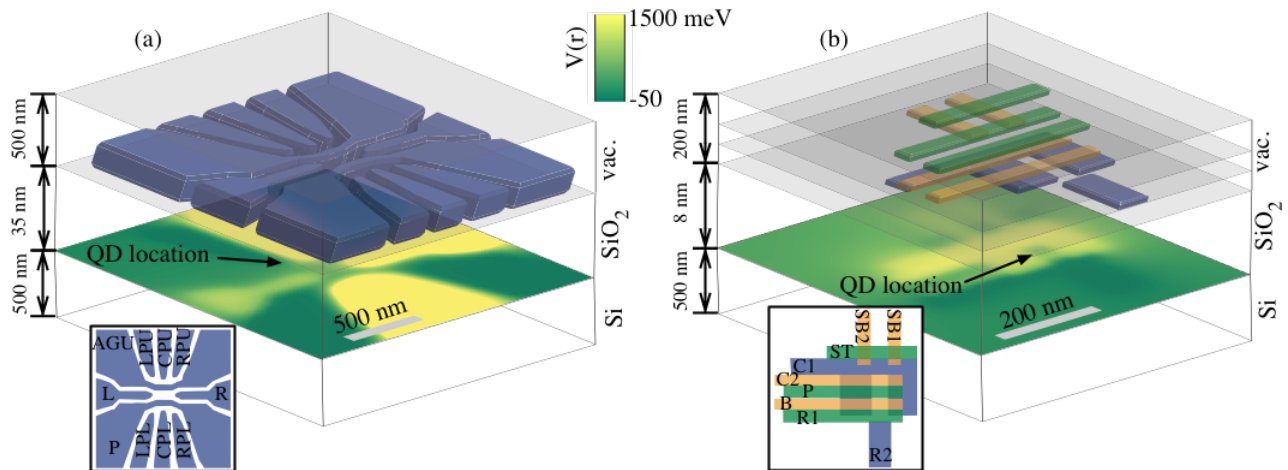 (a)
500 nm
35 nm
500 nm
vac.
SiO2
Si
QD location
500 nm
AGU
LPU
CPU
RPU
L
R
P
LPL
CPL
RPL
V(r)
1500 meV
-50
(b)
200 nm
8 nm
500 nm
vac.
SiO2
Si
QD location
200 nm
SB2
SB1
ST
C1
C2
P
B
R1
R2